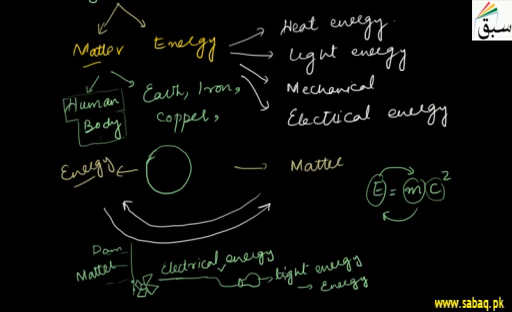 سبق
Heat energy.
Matter Energy
Light energy
Mechanical
Human Body
Earth, Iron, Copper,
Electrical energy
Energy
Matter
E = m c²
Dam
Matter
Electrical energy
Light energy
Energy
www.sabaq.pk